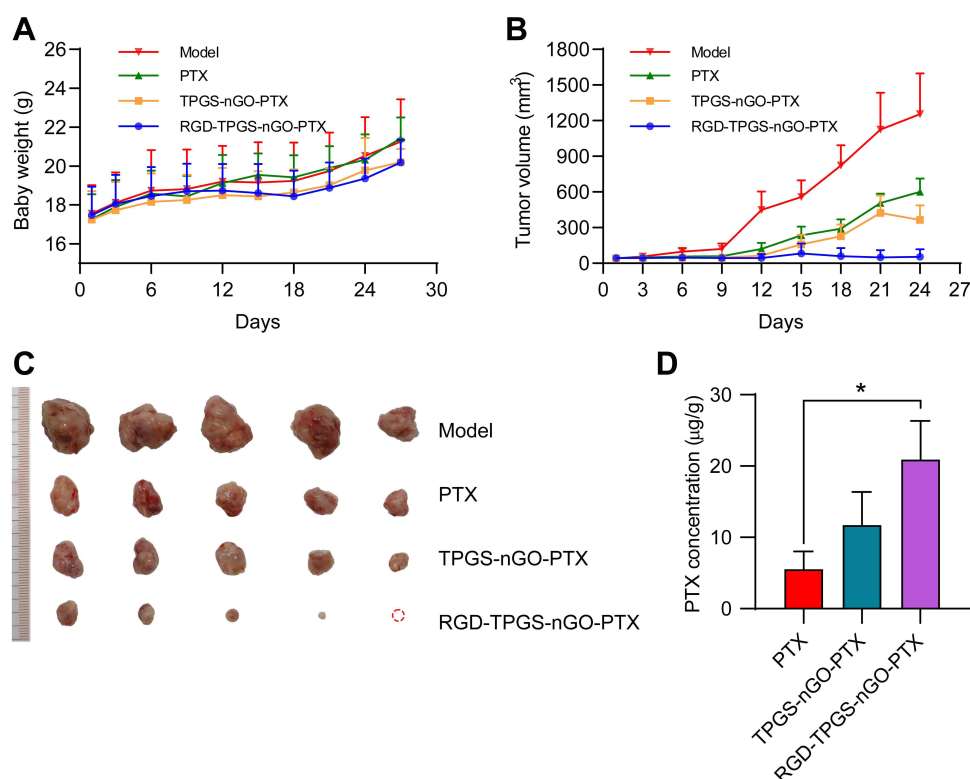 A
Baby weight (g)
26
24
22
20
18
16
0
6
12
18
24
30
Days
Model
PTX
TPGS-nGO-PTX
RGD-TPGS-nGO-PTX
B
Tumor volume (mm³)
1800
1500
1200
900
600
300
0
0
3
6
9
12
15
18
21
24
27
Days
Model
PTX
TPGS-nGO-PTX
RGD-TPGS-nGO-PTX
C
Model
PTX
TPGS-nGO-PTX
RGD-TPGS-nGO-PTX
D
PTX concentration (μg/g)
30
20
10
0
*
PTX
TPGS-nGO-PTX
RGD-TPGS-nGO-PTX